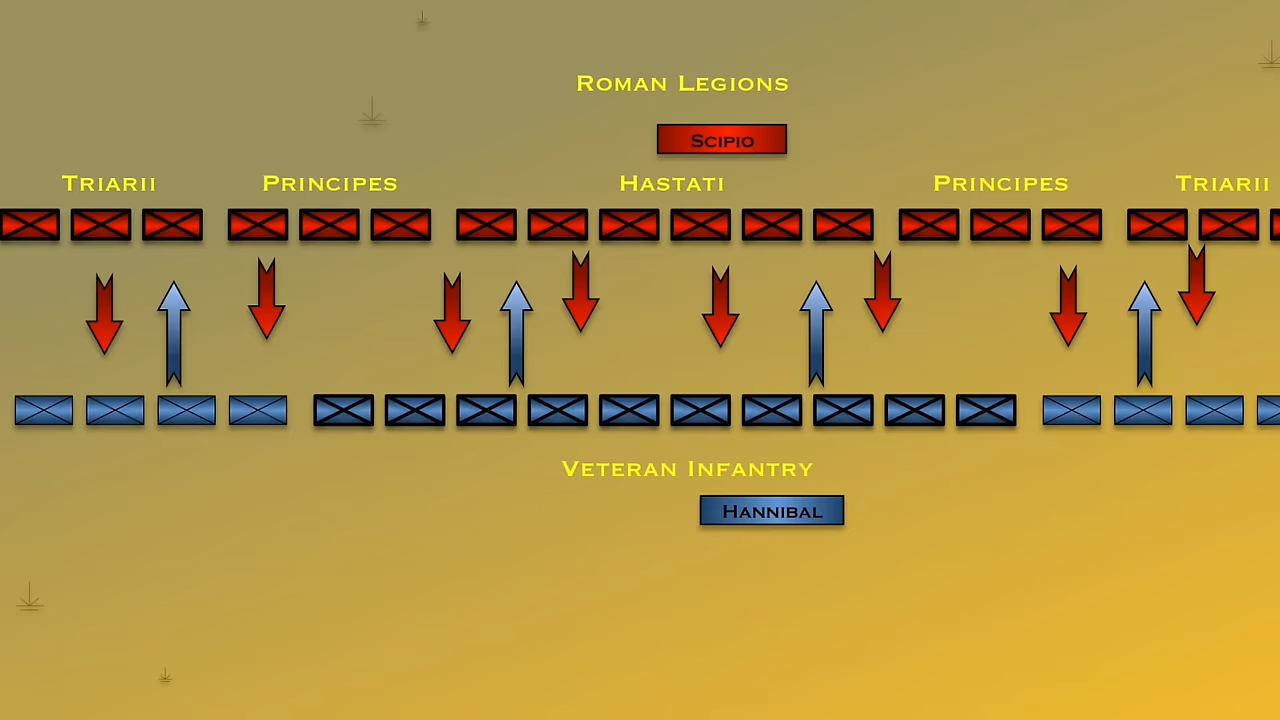 Roman Legions
Scipio
Triarii Principes Hastati Principes Triarii
Veteran Infantry
Hannibal